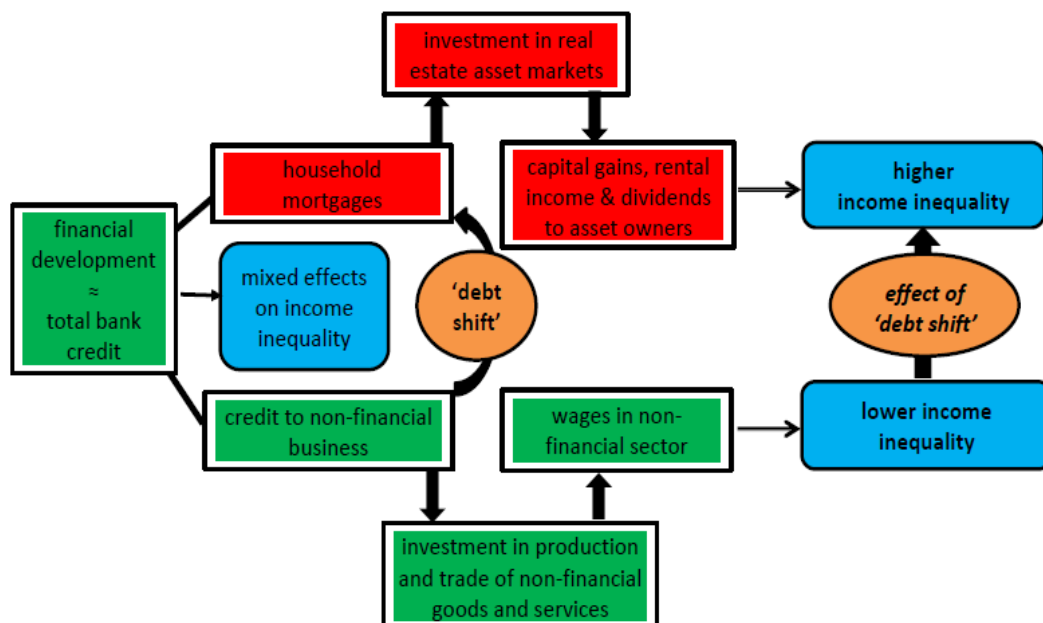 investment in real
estate asset markets
household
mortgages
capital gains, rental
income & dividends
to asset owners
higher
income inequality
financial
development
≈
total bank
credit
mixed effects
on income
inequality
‘debt
shift’
effect of
‘debt shift’
credit to non-financial
business
wages in non-
financial sector
lower income
inequality
investment in production
and trade of non-financial
goods and services